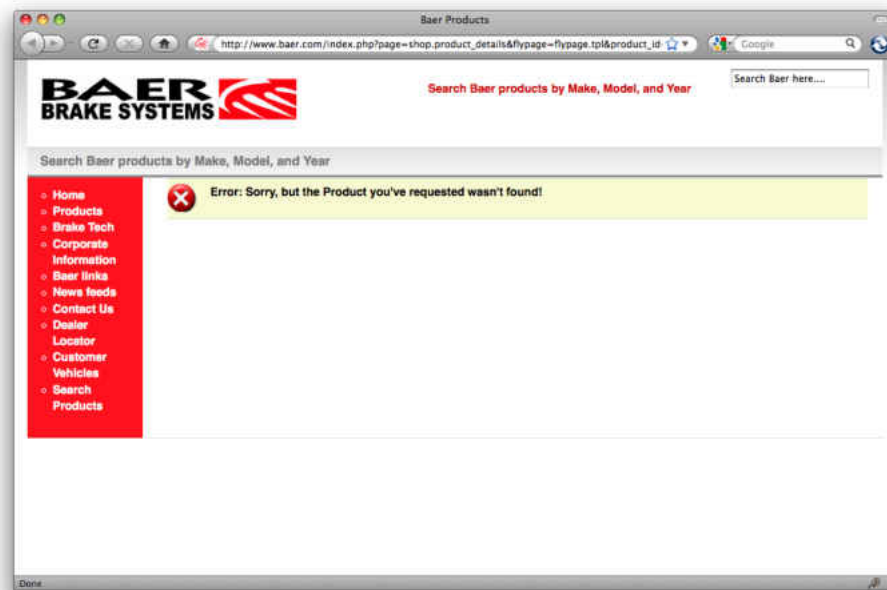 Baer Products
http://www.baer.com/index.php?page=shop.product_details&flypage=flypage.tpl&product_id
Google
BAER
BRAKE SYSTEMS
Search Baer products by Make, Model, and Year
Search Baer here....
Search Baer products by Make, Model, and Year
Home
Products
Brake Tech
Corporate
Information
Baer links
News feeds
Contact Us
Dealer
Locator
Customer
Vehicles
Search
Products
Error: Sorry, but the Product you've requested wasn't found!
Done